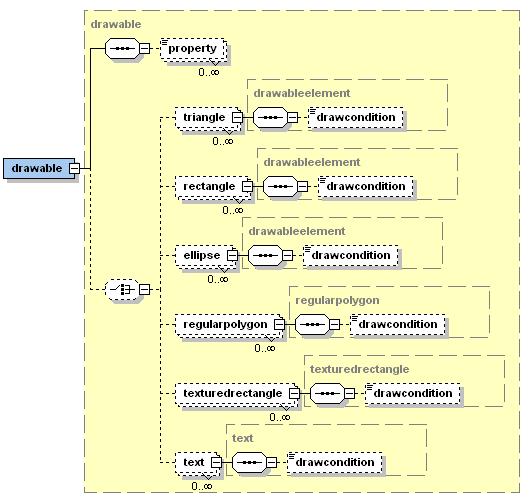 drawable
property
0..∞
drawableelement
triangle
drawcondition
0..∞
drawableelement
drawable
rectangle
drawcondition
0..∞
drawableelement
ellipse
drawcondition
0..∞
regularpolygon
regularpolygon
drawcondition
0..∞
texturedrectangle
texturedrectangle
drawcondition
0..∞
text
text
drawcondition
0..∞